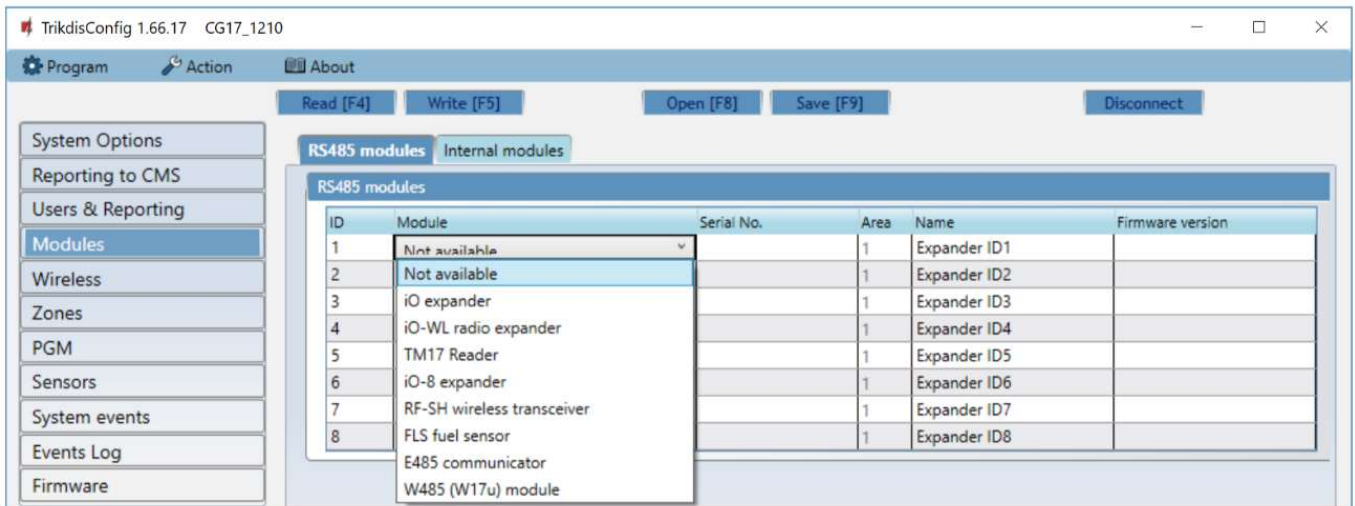 TrikdisConfig 1.66.17 CG17_1210
Program Action About
Read [F4] Write [F5] Open [F8] Save [F9] Disconnect
System Options
Reporting to CMS
Users & Reporting
Modules
Wireless
Zones
PGM
Sensors
System events
Events Log
Firmware
RS485 modules Internal modules
RS485 modules
ID Module Serial No. Area Name Firmware version
1 Not available 1 Expander ID1
2 1 Expander ID2
3 1 Expander ID3
4 1 Expander ID4
5 1 Expander ID5
6 1 Expander ID6
7 1 Expander ID7
8 1 Expander ID8
Not available
iO expander
iO-WL radio expander
TM17 Reader
iO-8 expander
RF-SH wireless transceiver
FLS fuel sensor
E485 communicator
W485 (W17u) module